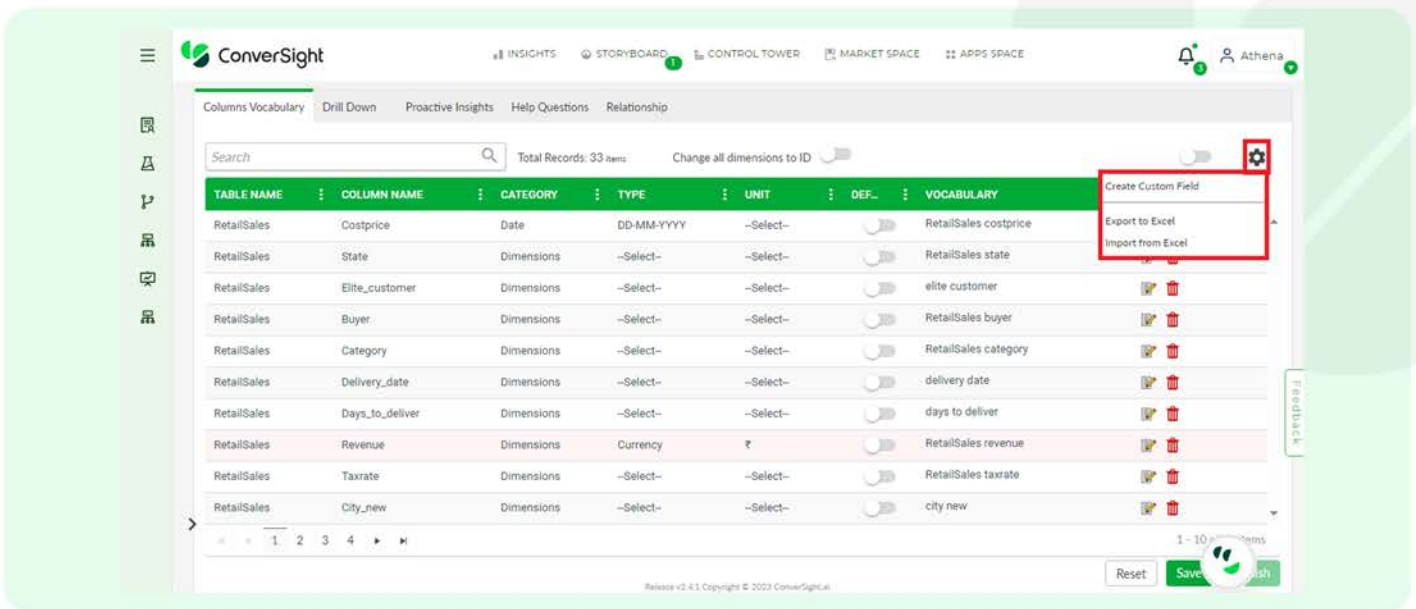 ConverSight
INSIGHTS STORYBOARD 1 CONTROL TOWER MARKET SPACE APPS SPACE 3 Athena
Columns Vocabulary Drill Down Proactive Insights Help Questions Relationship
Search Total Records: 33 items Change all dimensions to ID
TABLE NAME COLUMN NAME CATEGORY TYPE UNIT DEF... VOCABULARY
Create Custom Field
Export to Excel
Import from Excel
RetailSales Costprice Date DD-MM-YYYY --Select-- RetailSales costprice
RetailSales State Dimensions --Select-- --Select-- RetailSales state
RetailSales Elite_customer Dimensions --Select-- --Select-- elite customer
RetailSales Buyer Dimensions --Select-- --Select-- RetailSales buyer
RetailSales Category Dimensions --Select-- --Select-- RetailSales category
RetailSales Delivery_date Dimensions --Select-- --Select-- delivery date
RetailSales Days_to_deliver Dimensions --Select-- --Select-- days to deliver
RetailSales Revenue Dimensions Currency ₹ RetailSales revenue
RetailSales Taxrate Dimensions --Select-- --Select-- RetailSales taxrate
RetailSales City_new Dimensions --Select-- --Select-- city new
Feedback
1 2 3 4 1 - 10
Reset Save
Release v2.4.1 Copyright © 2023 ConverSight.ai